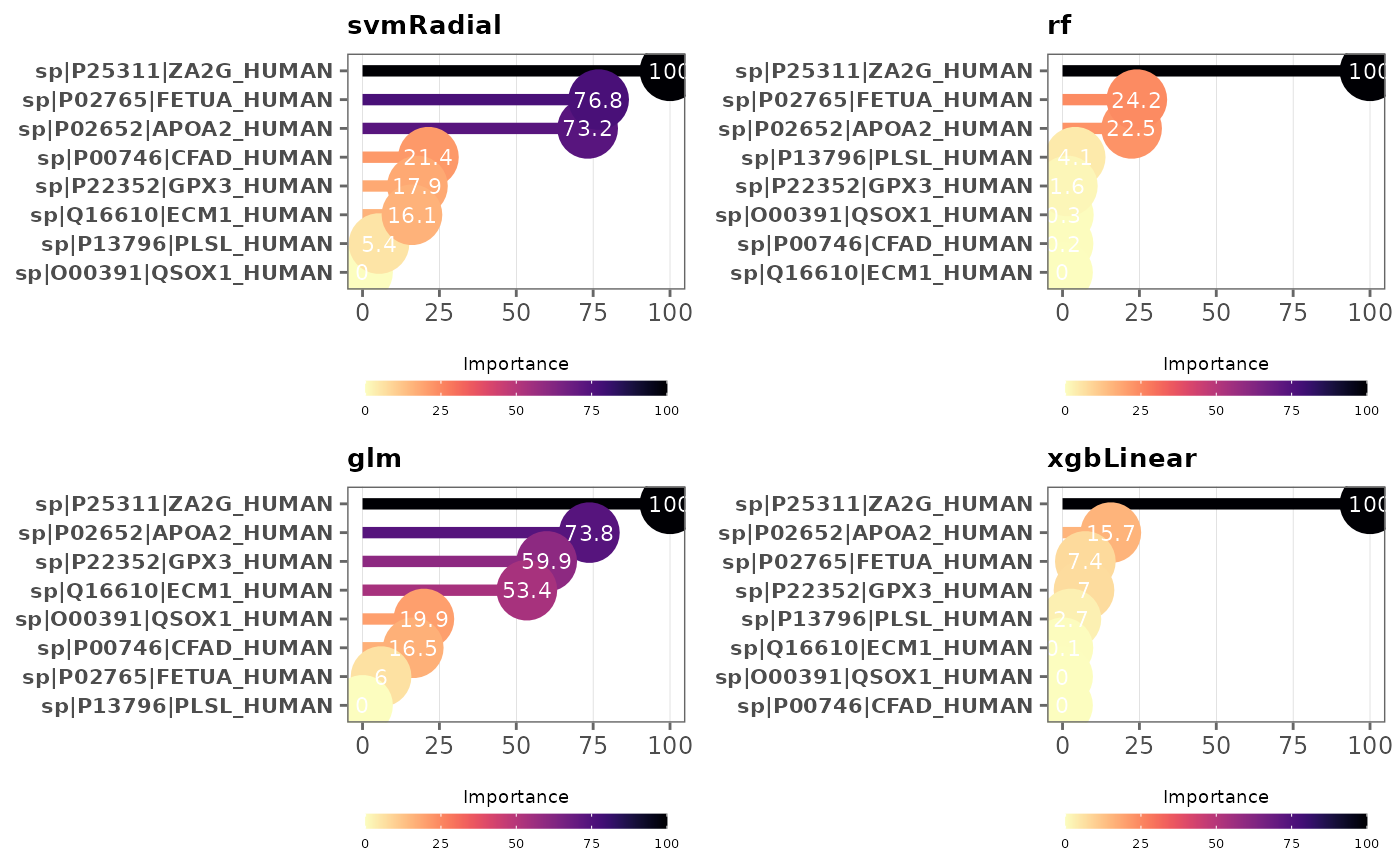 svmRadial
sp|P25311|ZA2G_HUMAN 100
sp|P02765|FETUA_HUMAN 76.8
sp|P02652|APOA2_HUMAN 73.2
sp|P00746|CFAD_HUMAN 21.4
sp|P22352|GPX3_HUMAN 17.9
sp|Q16610|ECM1_HUMAN 16.1
sp|P13796|PLSL_HUMAN 5.4
sp|O00391|QSOX1_HUMAN 0
0 25 50 75 100
Importance
0 25 50 75 100
rf
sp|P25311|ZA2G_HUMAN 100
sp|P02765|FETUA_HUMAN 24.2
sp|P02652|APOA2_HUMAN 22.5
sp|P13796|PLSL_HUMAN 4.1
sp|P22352|GPX3_HUMAN 1.6
sp|O00391|QSOX1_HUMAN 0.3
sp|P00746|CFAD_HUMAN 0.2
sp|Q16610|ECM1_HUMAN 0
0 25 50 75 100
Importance
0 25 50 75 100
glm
sp|P25311|ZA2G_HUMAN 100
sp|P02652|APOA2_HUMAN 73.8
sp|P22352|GPX3_HUMAN 59.9
sp|Q16610|ECM1_HUMAN 53.4
sp|O00391|QSOX1_HUMAN 19.9
sp|P00746|CFAD_HUMAN 16.5
sp|P02765|FETUA_HUMAN 6
sp|P13796|PLSL_HUMAN 0
0 25 50 75 100
Importance
0 25 50 75 100
xgbLinear
sp|P25311|ZA2G_HUMAN 100
sp|P02652|APOA2_HUMAN 15.7
sp|P02765|FETUA_HUMAN 7.4
sp|P22352|GPX3_HUMAN 7
sp|P13796|PLSL_HUMAN 2.7
sp|Q16610|ECM1_HUMAN 0.1
sp|O00391|QSOX1_HUMAN 0
sp|P00746|CFAD_HUMAN 0
0 25 50 75 100
Importance
0 25 50 75 100